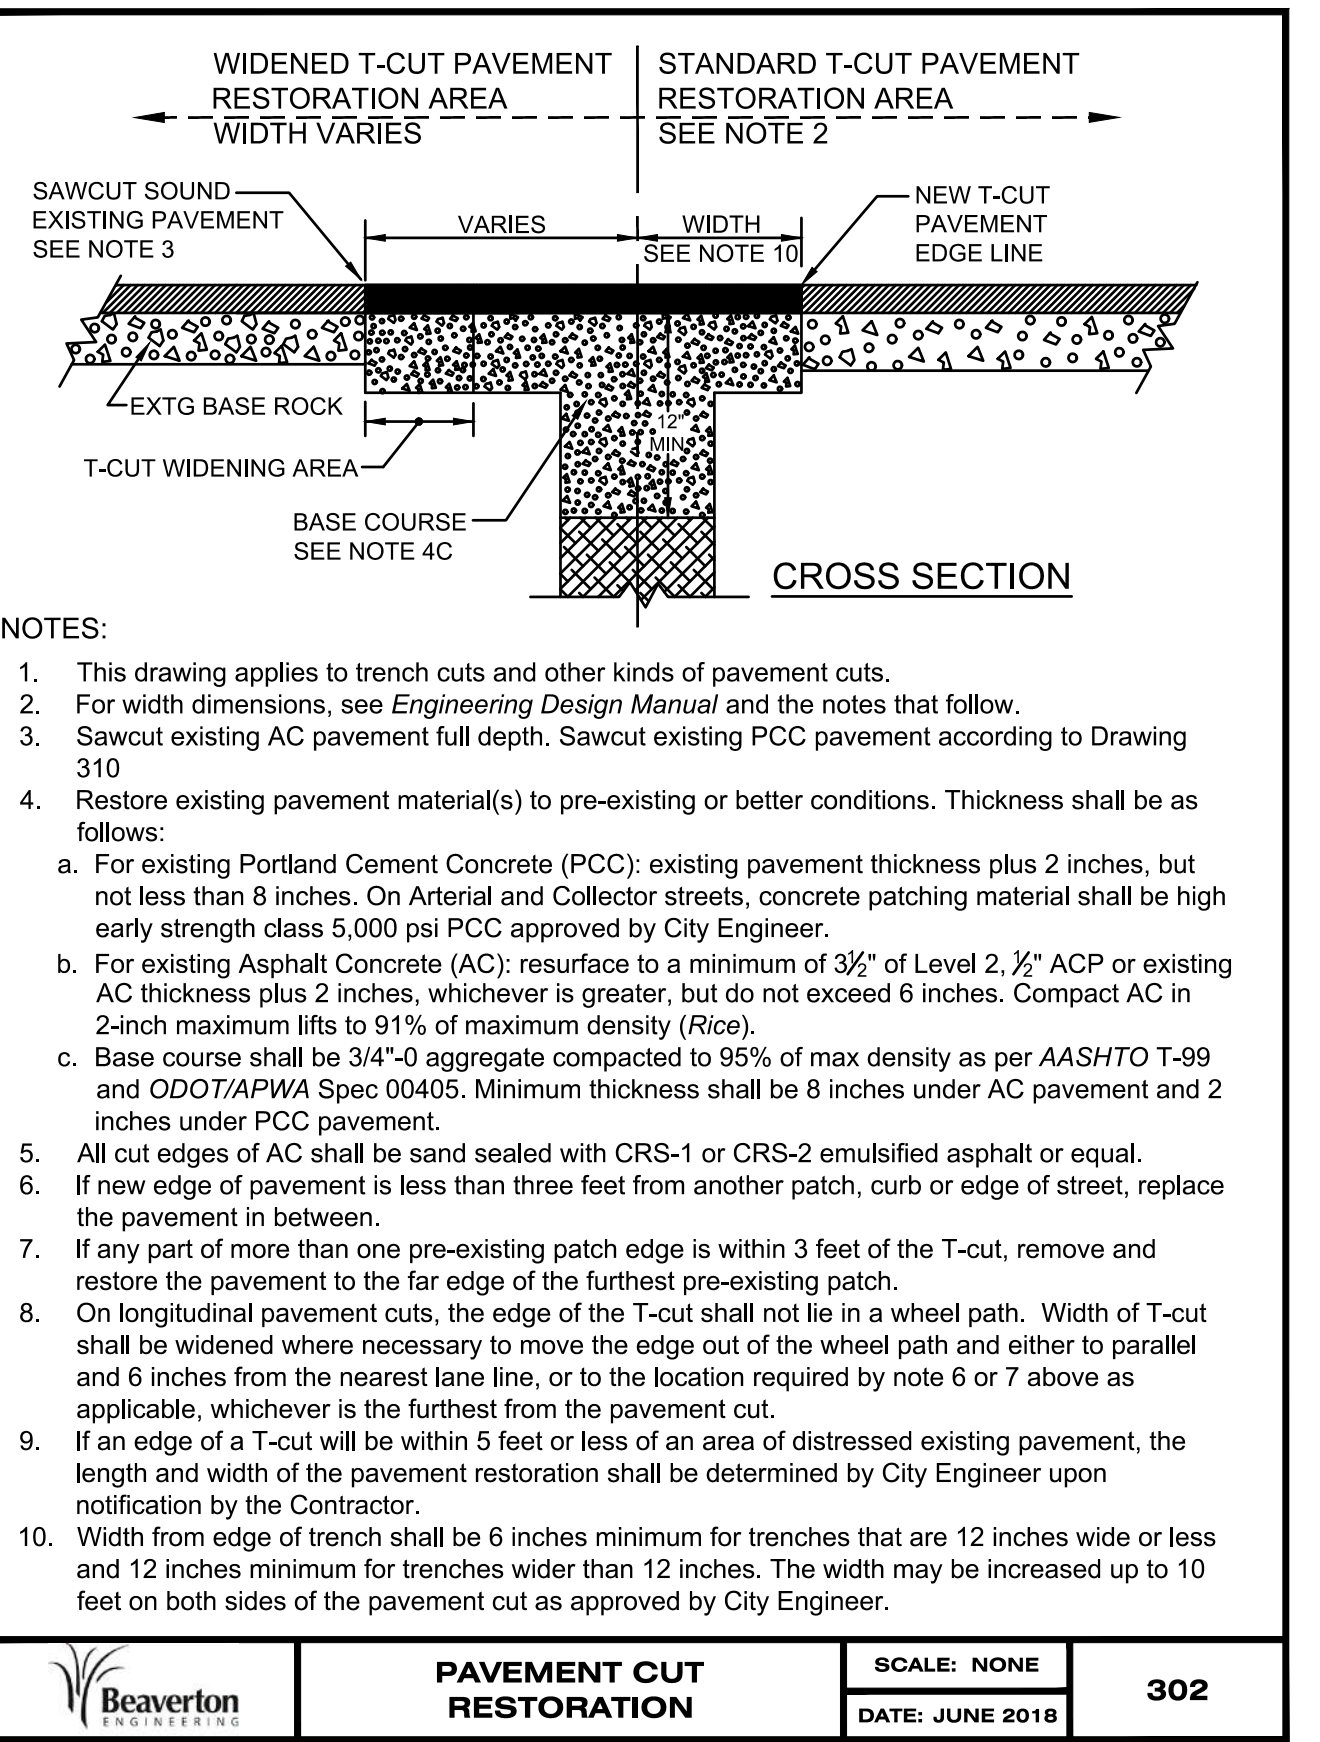 WIDENED T-CUT PAVEMENT
RESTORATION AREA
WIDTH VARIES
STANDARD T-CUT PAVEMENT
RESTORATION AREA
SEE NOTE 2
SAWCUT SOUND
EXISTING PAVEMENT
SEE NOTE 3
VARIES
WIDTH
SEE NOTE 10
NEW T-CUT
PAVEMENT
EDGE LINE
EXTG BASE ROCK
12"
MIN
T-CUT WIDENING AREA
BASE COURSE
SEE NOTE 4C
CROSS SECTION
NOTES:
1. This drawing applies to trench cuts and other kinds of pavement cuts.
2. For width dimensions, see Engineering Design Manual and the notes that follow.
3. Sawcut existing AC pavement full depth. Sawcut existing PCC pavement according to Drawing
310
4. Restore existing pavement material(s) to pre-existing or better conditions. Thickness shall be as
follows:
a. For existing Portland Cement Concrete (PCC): existing pavement thickness plus 2 inches, but
not less than 8 inches. On Arterial and Collector streets, concrete patching material shall be high
early strength class 5,000 psi PCC approved by City Engineer.
b. For existing Asphalt Concrete (AC): resurface to a minimum of 3½" of Level 2, ½" ACP or existing
AC thickness plus 2 inches, whichever is greater, but do not exceed 6 inches. Compact AC in
2-inch maximum lifts to 91% of maximum density (Rice).
c. Base course shall be 3/4"-0 aggregate compacted to 95% of max density as per AASHTO T-99
and ODOT/APWA Spec 00405. Minimum thickness shall be 8 inches under AC pavement and 2
inches under PCC pavement.
5. All cut edges of AC shall be sand sealed with CRS-1 or CRS-2 emulsified asphalt or equal.
6. If new edge of pavement is less than three feet from another patch, curb or edge of street, replace
the pavement in between.
7. If any part of more than one pre-existing patch edge is within 3 feet of the T-cut, remove and
restore the pavement to the far edge of the furthest pre-existing patch.
8. On longitudinal pavement cuts, the edge of the T-cut shall not lie in a wheel path. Width of T-cut
shall be widened where necessary to move the edge out of the wheel path and either to parallel
and 6 inches from the nearest lane line, or to the location required by note 6 or 7 above as
applicable, whichever is the furthest from the pavement cut.
9. If an edge of a T-cut will be within 5 feet or less of an area of distressed existing pavement, the
length and width of the pavement restoration shall be determined by City Engineer upon
notification by the Contractor.
10. Width from edge of trench shall be 6 inches minimum for trenches that are 12 inches wide or less
and 12 inches minimum for trenches wider than 12 inches. The width may be increased up to 10
feet on both sides of the pavement cut as approved by City Engineer.
Beaverton
ENGINEERING
PAVEMENT CUT
RESTORATION
SCALE: NONE
DATE: JUNE 2018
302